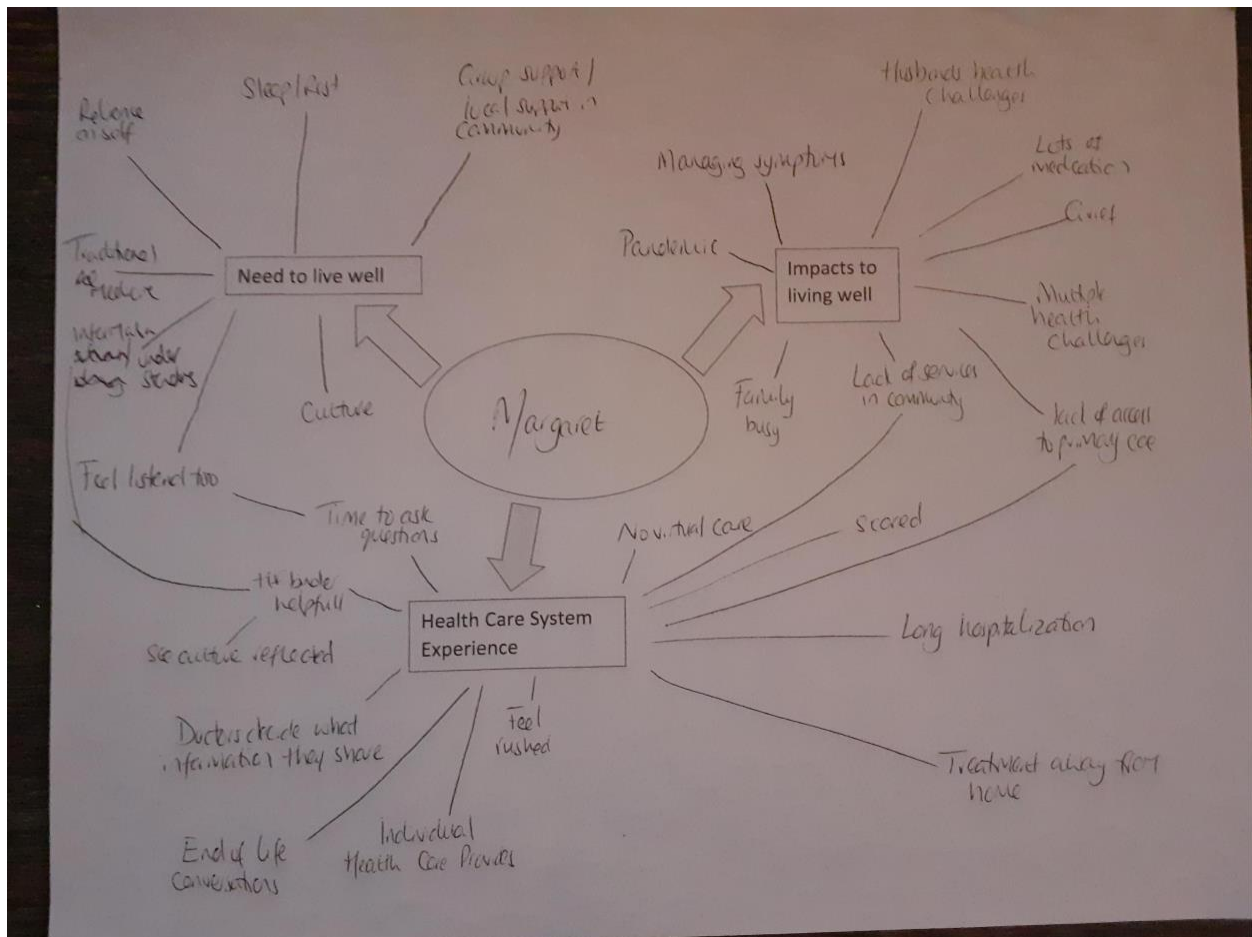 Reliance
on self
Sleep/Rest
Group support/
local support in
community
Traditional
Medicine
Need to live well
under
Culture
Feel listened too
Managing symptoms
Husbands health
challenges
Lots of
medication
Grief
Pandemic
Impacts to
living well
Multiple
health
challenges
Family
busy
Lack of services
in community
lack of access
to primary care
Margaret
Time to ask
questions
No virtual care
scared
helpfull
See culture reflected
Health Care System
Experience
Long hospitalization
Doctors decide what
information they share
Feel
rushed
Treatment away from
home
End of life
conversations
Individual
Health Care Provides